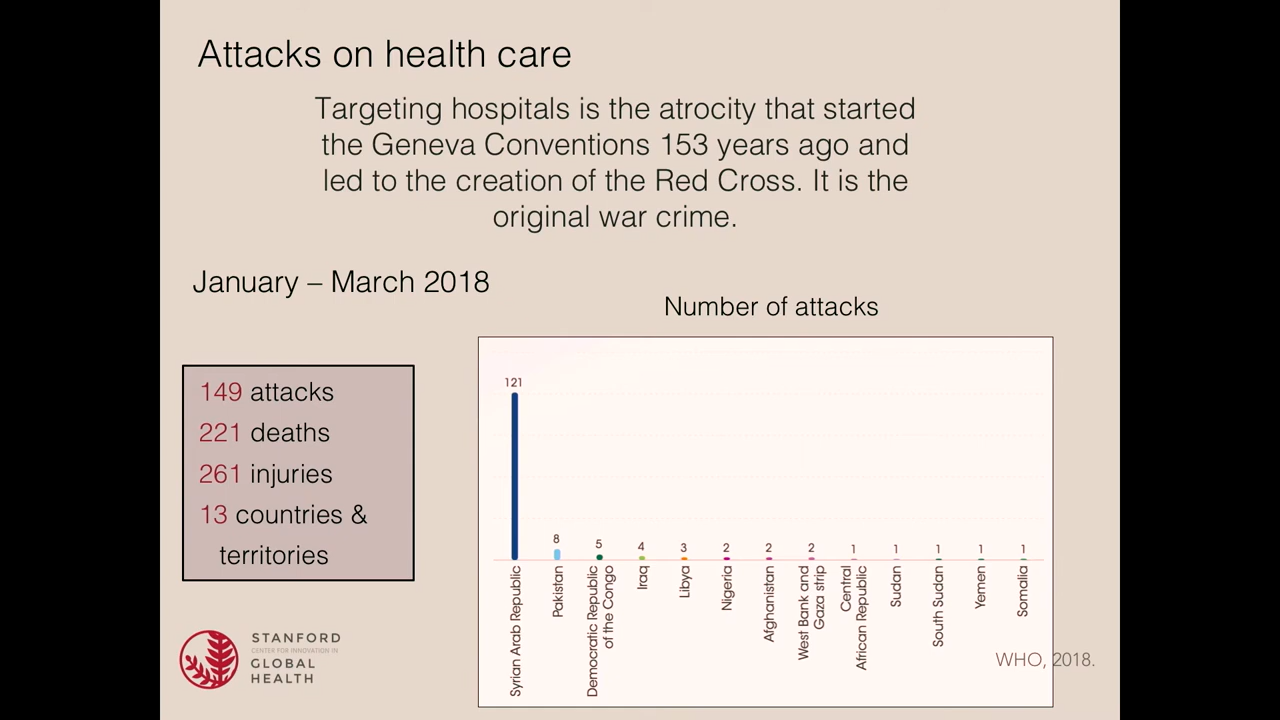 Attacks on health care
Targeting hospitals is the atrocity that started
the Geneva Conventions 153 years ago and
led to the creation of the Red Cross. It is the
original war crime.
January – March 2018
Number of attacks
149 attacks
221 deaths
261 injuries
13 countries &
territories
121
8
5
4
3
2
2
2
1
1
1
1
1
Syrian Arab Republic
Pakistan
Democratic Republic
of the Congo
Iraq
Libya
Nigeria
Afghanistan
West Bank and
Gaza strip
Central
African Republic
Sudan
South Sudan
Yemen
Somalia
WHO, 2018.
STANFORD
CENTER FOR INNOVATION IN
GLOBAL
HEALTH